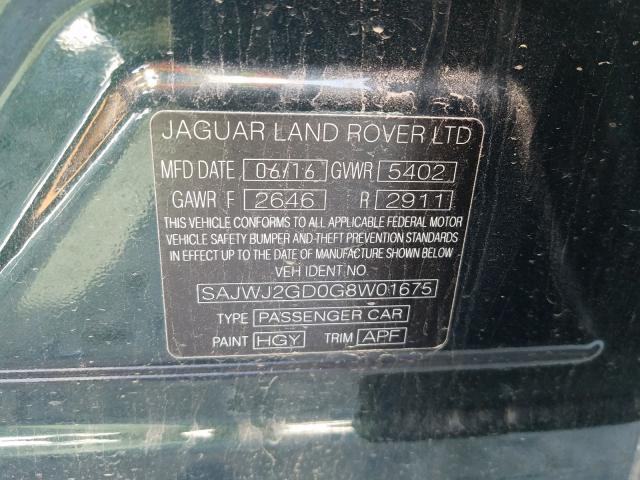 JAGUAR LAND ROVER LTD
MFD DATE 06/16 GVWR 5402
GAWR F 2646 R 2911
THIS VEHICLE CONFORMS TO ALL APPLICABLE FEDERAL MOTOR
VEHICLE SAFETY BUMPER AND THEFT PREVENTION STANDARDS
IN EFFECT UP TO THE DATE OF MANUFACTURE SHOWN BELOW
VEH IDENT NO.
SAJWJ2GD0G8W01675
TYPE PASSENGER CAR
PAINT HGY TRIM APF